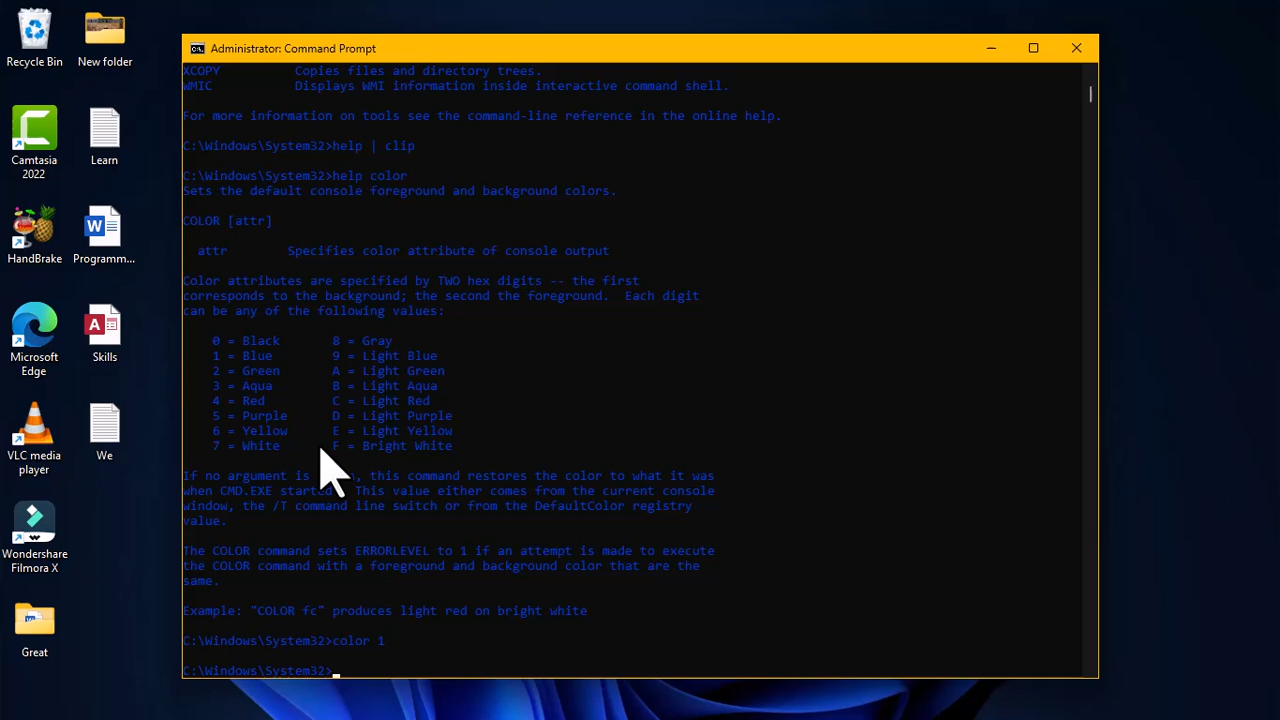 Recycle Bin
New folder
Camtasia
2022
Learn
HandBrake
Programm...
Microsoft
Edge
Skills
VLC media
player
We
Wondershare
Filmora X
Great
Administrator: Command Prompt
XCOPY          Copies files and directory trees.
WMIC           Displays WMI information inside interactive command shell.
For more information on tools see the command-line reference in the online help.
C:\Windows\System32>help | clip
C:\Windows\System32>help color
Sets the default console foreground and background colors.
COLOR [attr]
  attr        Specifies color attribute of console output
Color attributes are specified by TWO hex digits -- the first
corresponds to the background; the second the foreground.  Each digit
can be any of the following values:
    0 = Black       8 = Gray
    1 = Blue        9 = Light Blue
    2 = Green       A = Light Green
    3 = Aqua        B = Light Aqua
    4 = Red         C = Light Red
    5 = Purple      D = Light Purple
    6 = Yellow      E = Light Yellow
    7 = White       F = Bright White
If no argument is , this command restores the color to what it was
when CMD.EXE started  This value either comes from the current console
window, the /T command line switch or from the DefaultColor registry
value.
The COLOR command sets ERRORLEVEL to 1 if an attempt is made to execute
the COLOR command with a foreground and background color that are the
same.
Example: "COLOR fc" produces light red on bright white
C:\Windows\System32>color 1
C:\Windows\System32>